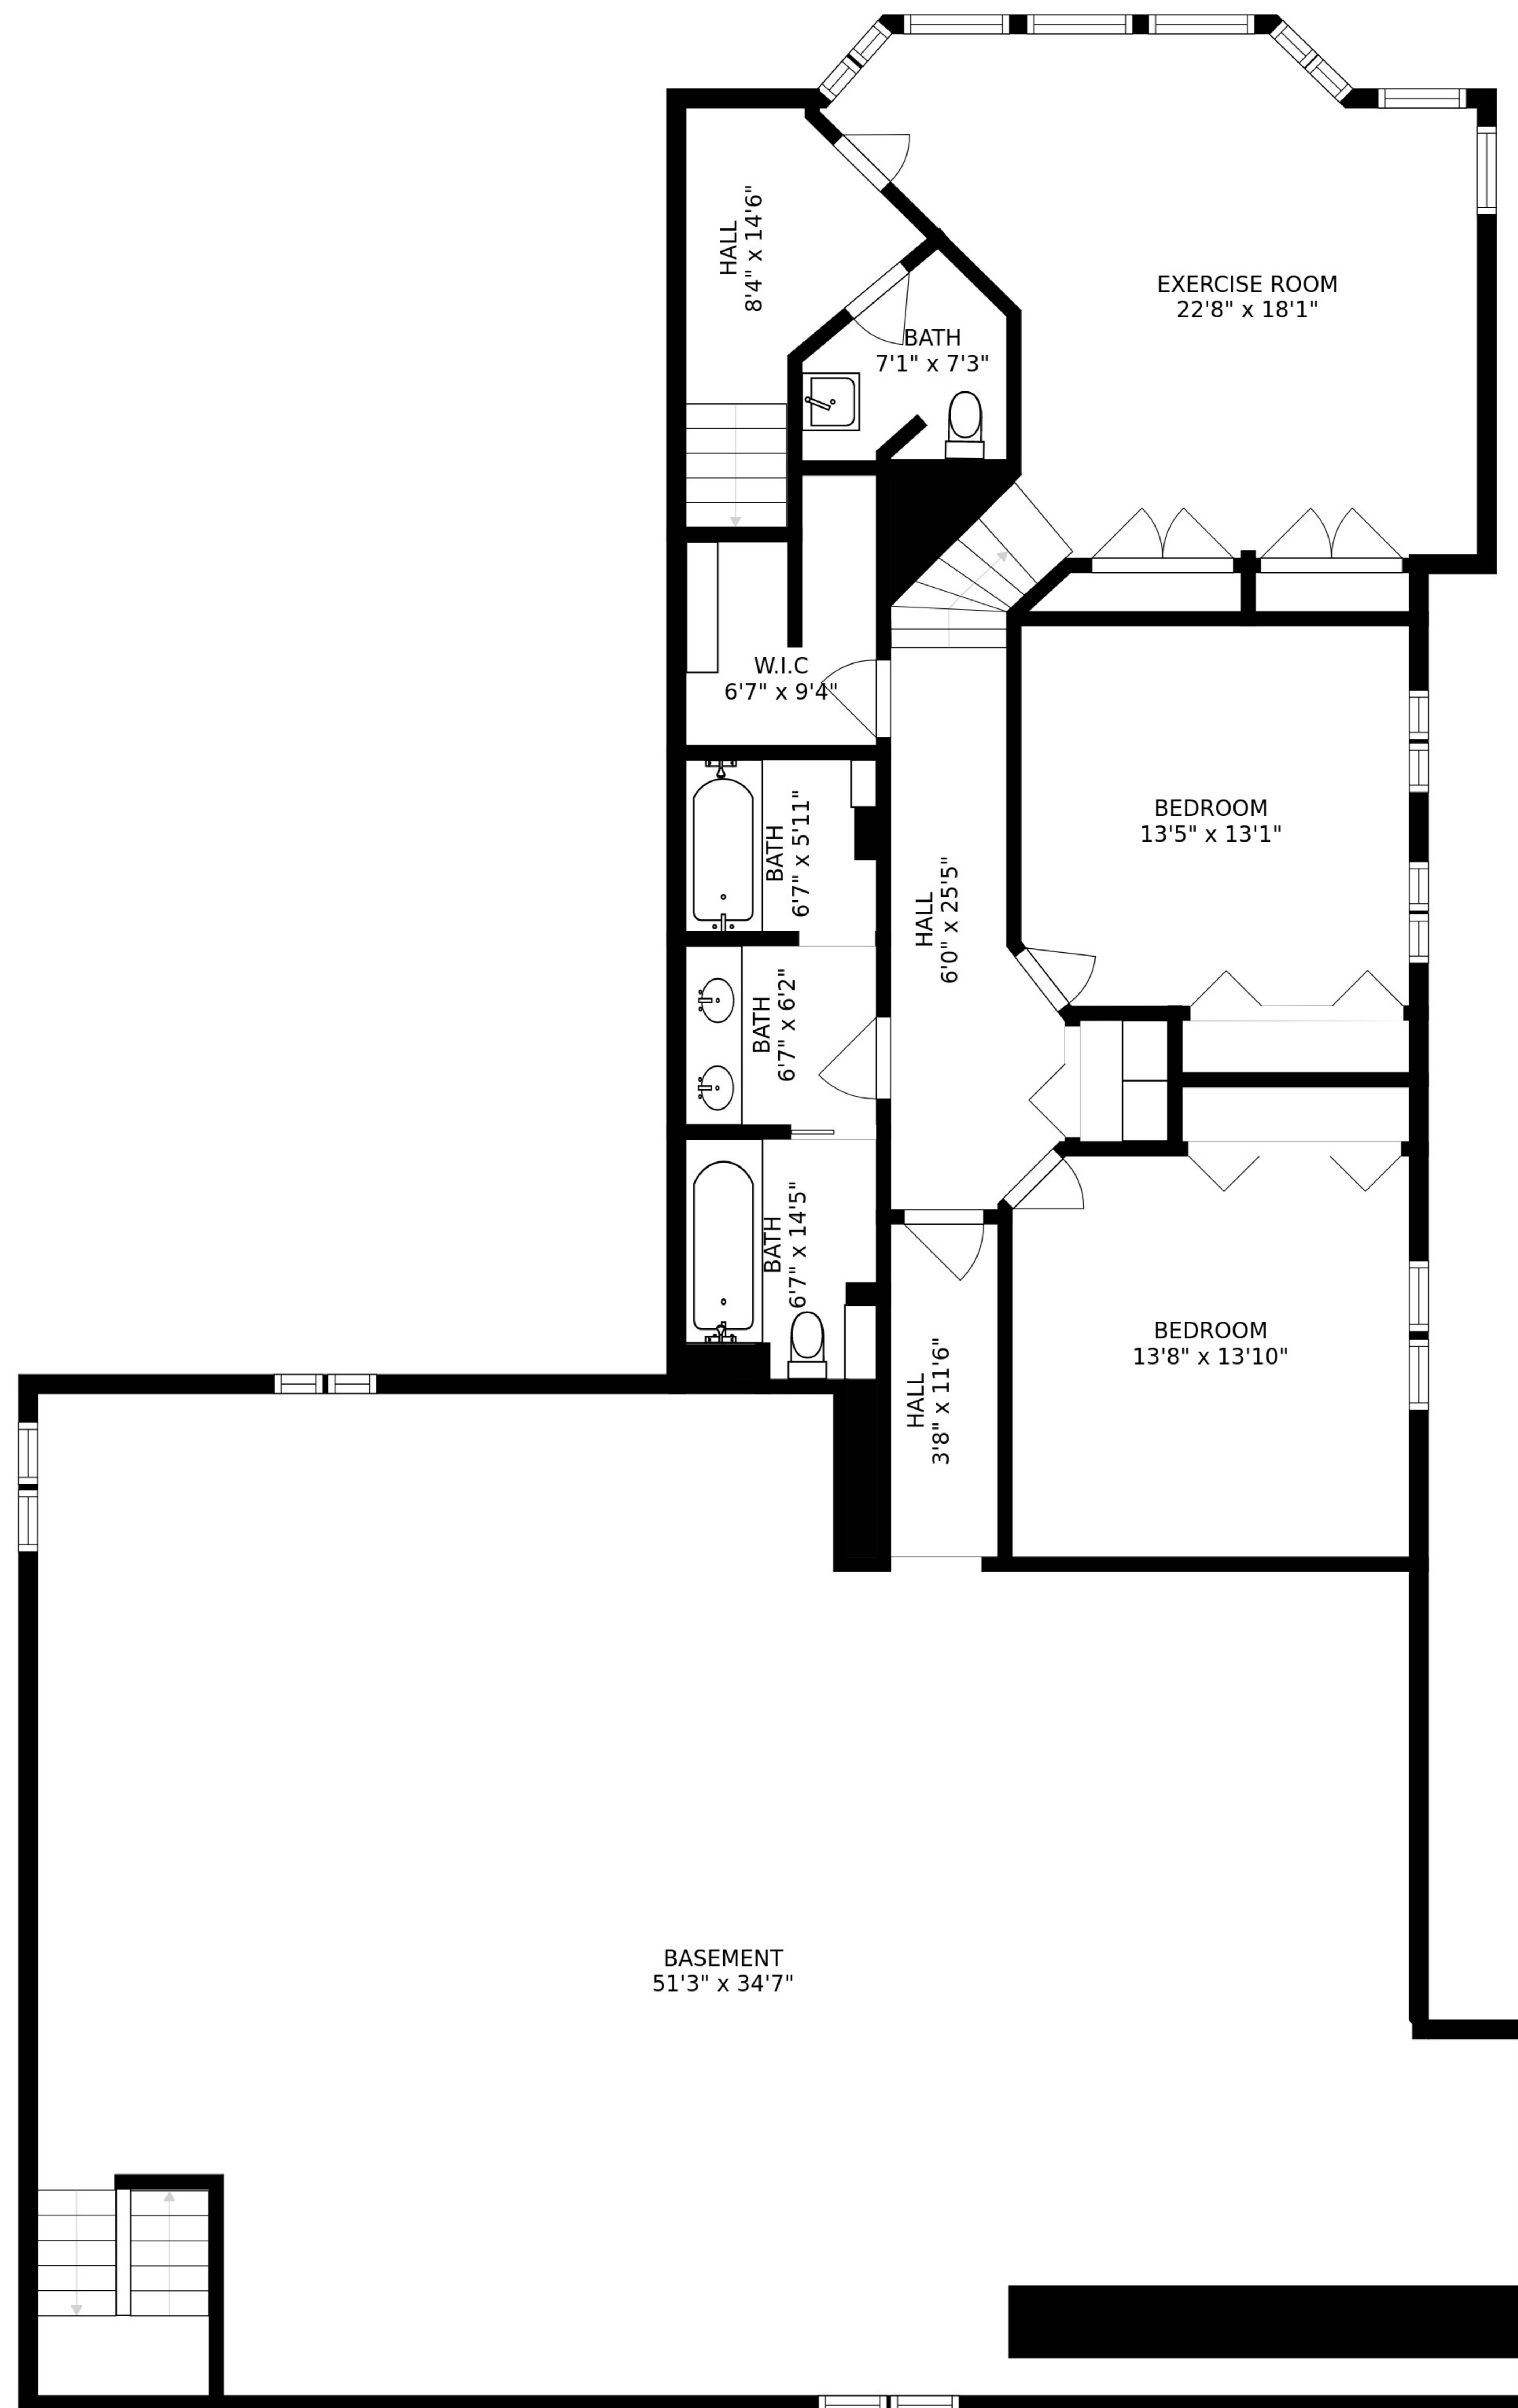 HALL
8'4" x 14'6"
EXERCISE ROOM
22'8" x 18'1"
BATH
7'1" x 7'3"
W.I.C
6'7" x 9'4"
BATH
6'7" x 5'11"
BEDROOM
13'5" x 13'1"
HALL
6'0" x 25'5"
BATH
6'7" x 6'2"
BATH
6'7" x 14'5"
BEDROOM
13'8" x 13'10"
HALL
3'8" x 11'6"
BASEMENT
51'3" x 34'7"